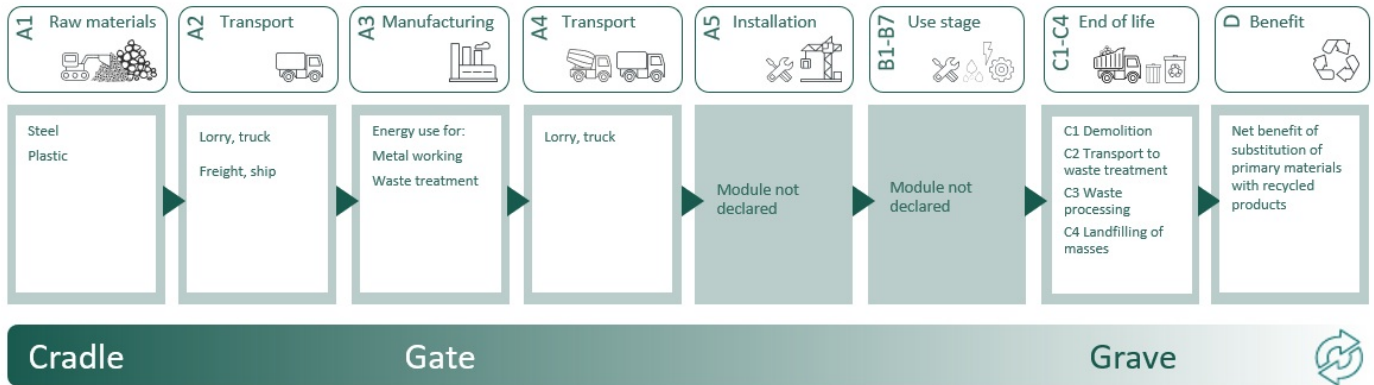 A1 Raw materials
A2 Transport
A3 Manufacturing
A4 Transport
A5 Installation
B1-B7 Use stage
C1-C4 End of life
D Benefit
Steel
Plastic
Lorry, truck
Freight, ship
Energy use for:
Metal working
Waste treatment
Lorry, truck
Module not
declared
Module not
declared
C1 Demolition
C2 Transport to
waste treatment
C3 Waste
processing
C4 Landfilling of
masses
Net benefit of
substitution of
primary materials
with recycled
products
Cradle
Gate
Grave